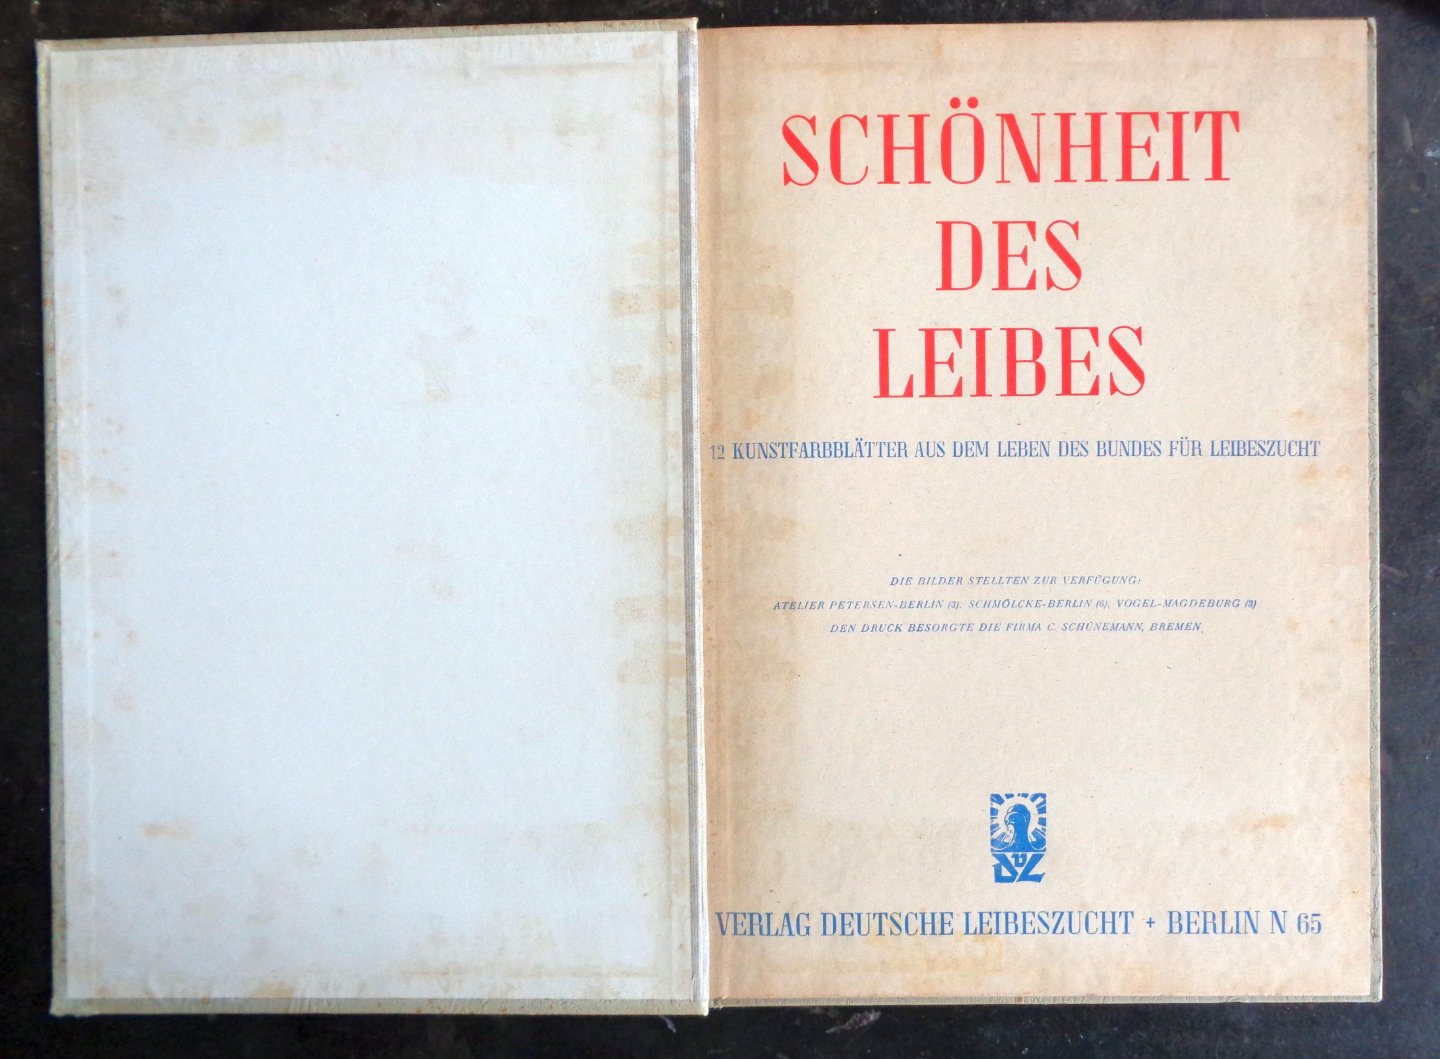 SCHÖNHEIT
DES
LEIBES
12 KUNSTFARBBLÄTTER AUS DEM LEBEN DES BUNDES FÜR LEIBESZUCHT
DIE BILDER STELLTEN ZUR VERFÜGUNG:
ATELIER PETERSEN-BERLIN (3). SCHMÖLCKE-BERLIN (6). VOGEL-MAGDEBURG (3)
DEN DRUCK BESORGTE DIE FIRMA C. SCHÜNEMANN, BREMEN.
DVL
VERLAG DEUTSCHE LEIBESZUCHT + BERLIN N 65